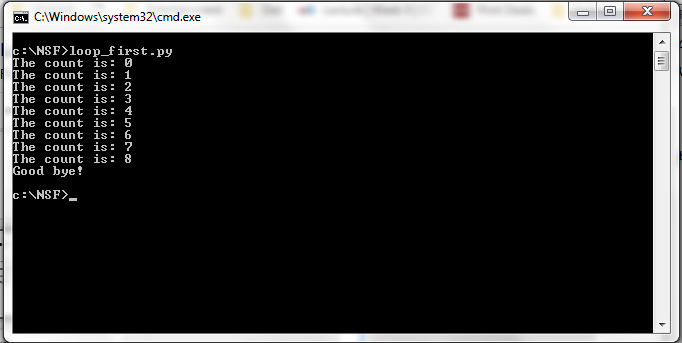 C:\Windows\system32\cmd.exe
c:\NSF>loop_first.py
The count is: 0
The count is: 1
The count is: 2
The count is: 3
The count is: 4
The count is: 5
The count is: 6
The count is: 7
The count is: 8
Good bye!
c:\NSF>_